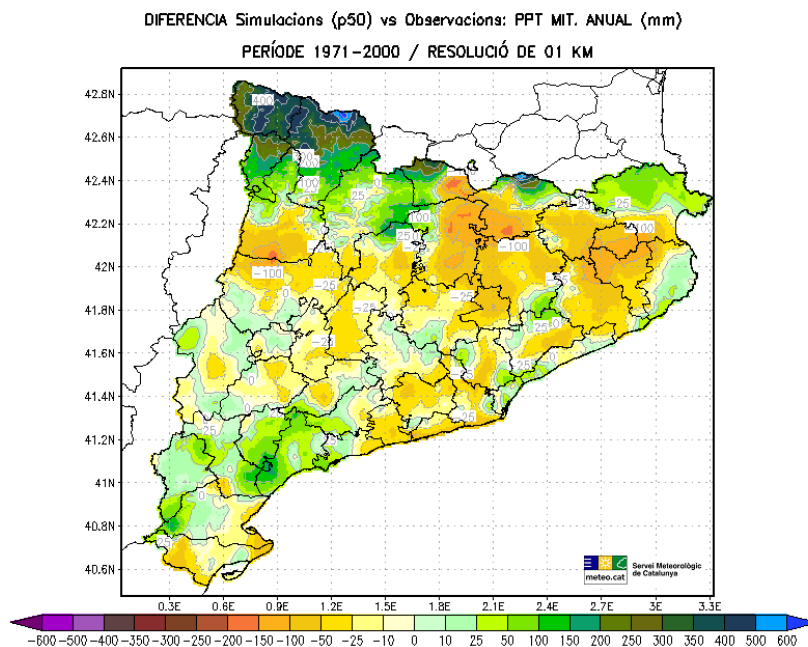 DIFERENCIA Simulacions (p50) vs Observacions: PPT MIT. ANUAL (mm)
PERÍODE 1971-2000 / RESOLUCIÓ DE 01 KM
42.8N
42.6N
42.4N
42.2N
42N
41.8N
41.6N
41.4N
41.2N
41N
40.8N
40.6N
400
100
25
100
250
-25
-100
-100
-100
-25
-25
-25
-25
25
0
0
-25
25
0
Servei Meteorològic
de Catalunya
meteo.cat
0.3E 0.6E 0.9E 1.2E 1.5E 1.8E 2.1E 2.4E 2.7E 3E 3.3E
-600 -500 -400 -350 -300 -250 -200 -150 -100 -50 -25 -10 0 10 25 50 100 150 200 250 300 350 400 500 600